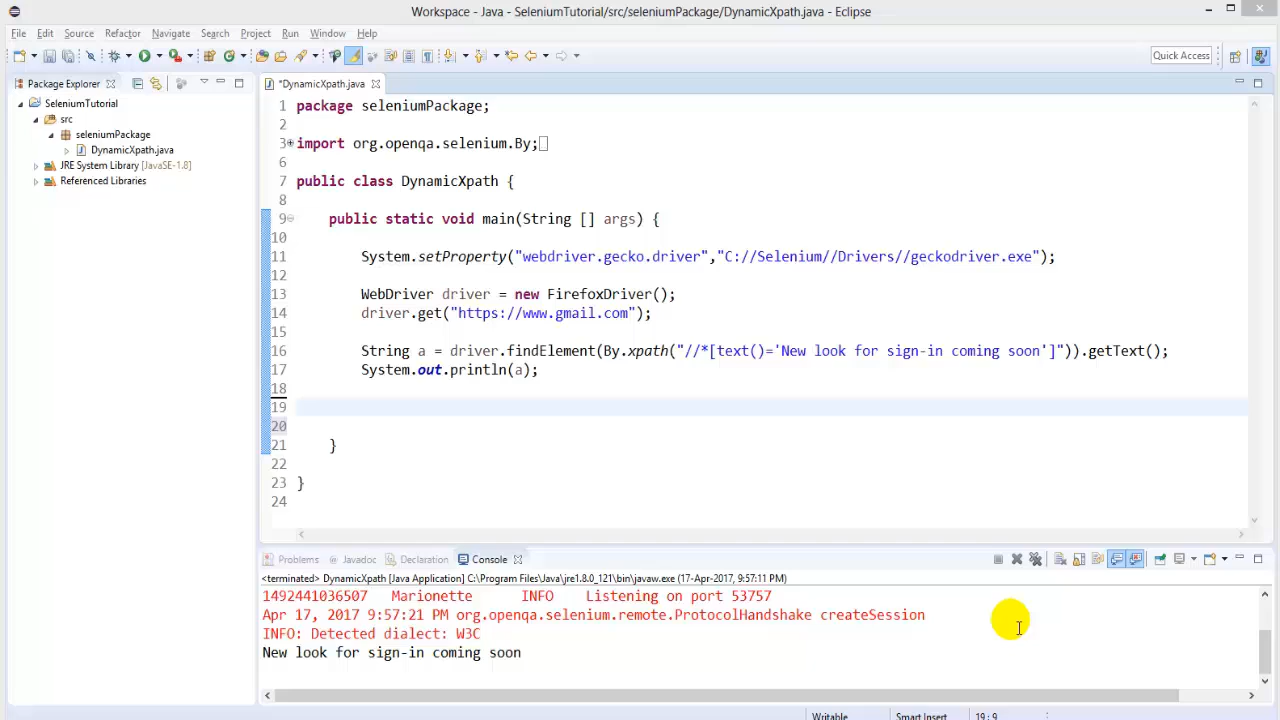 Workspace - Java - SeleniumTutorial/src/seleniumPackage/DynamicXpath.java - Eclipse
File Edit Source Refactor Navigate Search Project Run Window Help
Quick Access
Package Explorer
*DynamicXpath.java
SeleniumTutorial
src
seleniumPackage
DynamicXpath.java
JRE System Library [JavaSE-1.8]
Referenced Libraries
1 package seleniumPackage;
2
3 import org.openqa.selenium.By;
6
7 public class DynamicXpath {
8
9 public static void main(String [] args) {
10
11 System.setProperty("webdriver.gecko.driver","C://Selenium//Drivers//geckodriver.exe");
12
13 WebDriver driver = new FirefoxDriver();
14 driver.get("https://www.gmail.com");
15
16 String a = driver.findElement(By.xpath("//*[text()='New look for sign-in coming soon']")).getText();
17 System.out.println(a);
18
19
20
21 }
22
23 }
24
Problems Javadoc Declaration Console
<terminated> DynamicXpath [Java Application] C:\Program Files\Java\jre1.8.0_121\bin\javaw.exe (17-Apr-2017, 9:57:11 PM)
1492441036507 Marionette INFO Listening on port 53757
Apr 17, 2017 9:57:21 PM org.openqa.selenium.remote.ProtocolHandshake createSession
INFO: Detected dialect: W3C
New look for sign-in coming soon
Writable Smart Insert 19 : 9